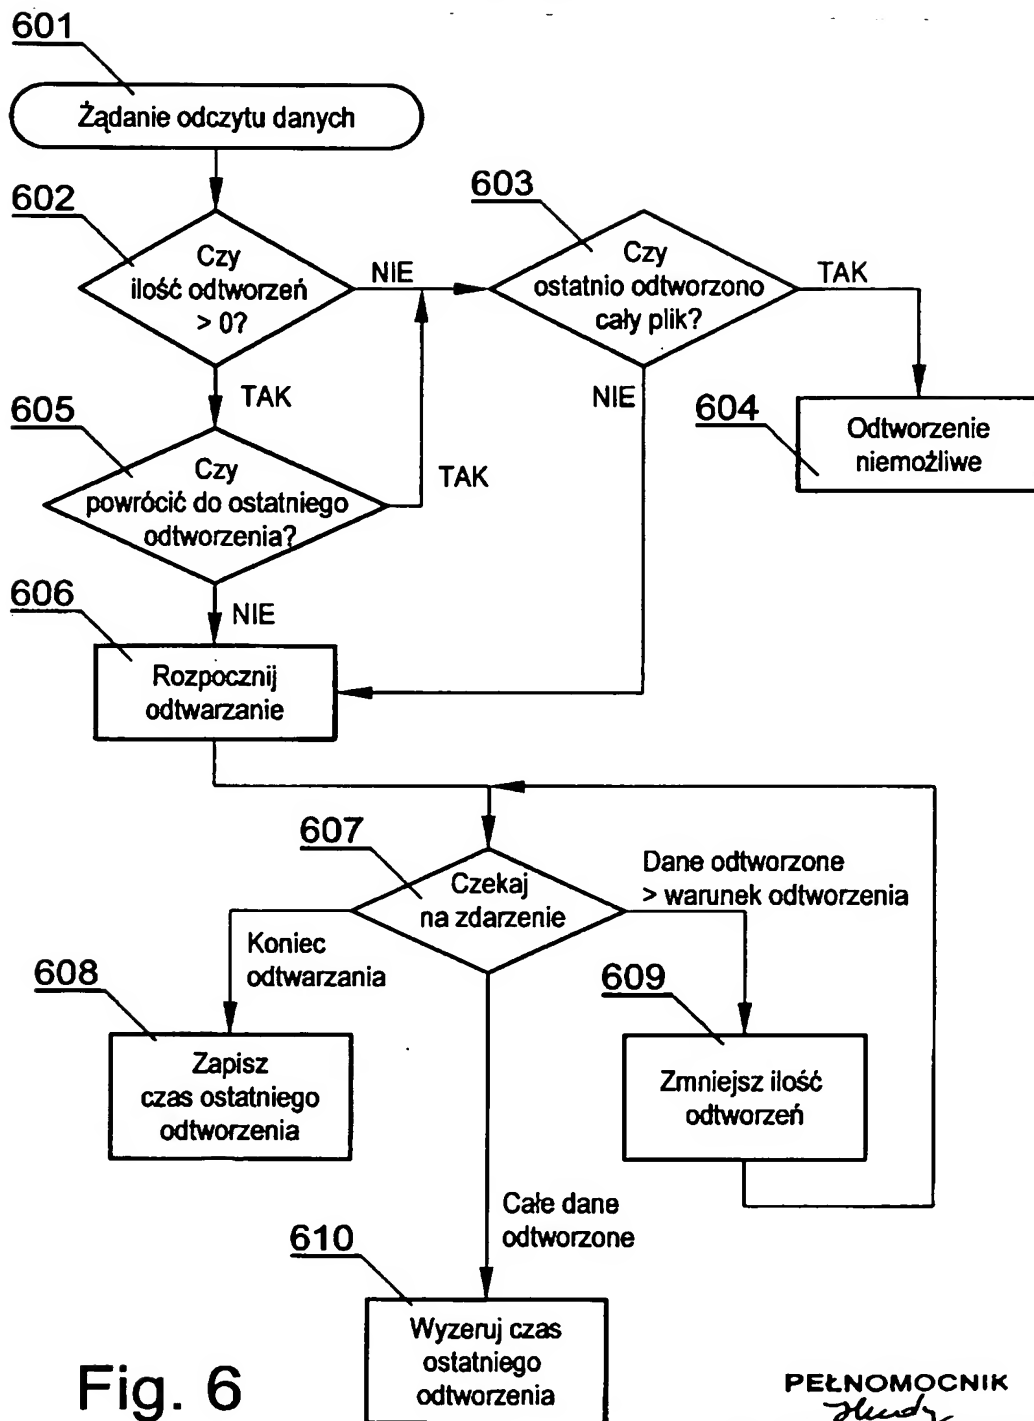 601
Żądanie odczytu danych
602
Czy
ilość odtworzeń
> 0?
NIE
603
Czy
ostatnio odtworzono
cały plik?
TAK
TAK
NIE
604
Odtworzenie
niemożliwe
605
Czy
powrócić do ostatniego
odtworzenia?
TAK
NIE
606
Rozpocznij
odtwarzanie
607
Czekaj
na zdarzenie
Dane odtworzone
> warunek odtworzenia
Koniec
odtwarzania
608
Zapisz
czas ostatniego
odtworzenia
609
Zmniejsz ilość
odtworzeń
Całe dane
odtworzone
610
Wyzeruj czas
ostatniego
odtworzenia
Fig. 6
PEŁNOMOCNIK